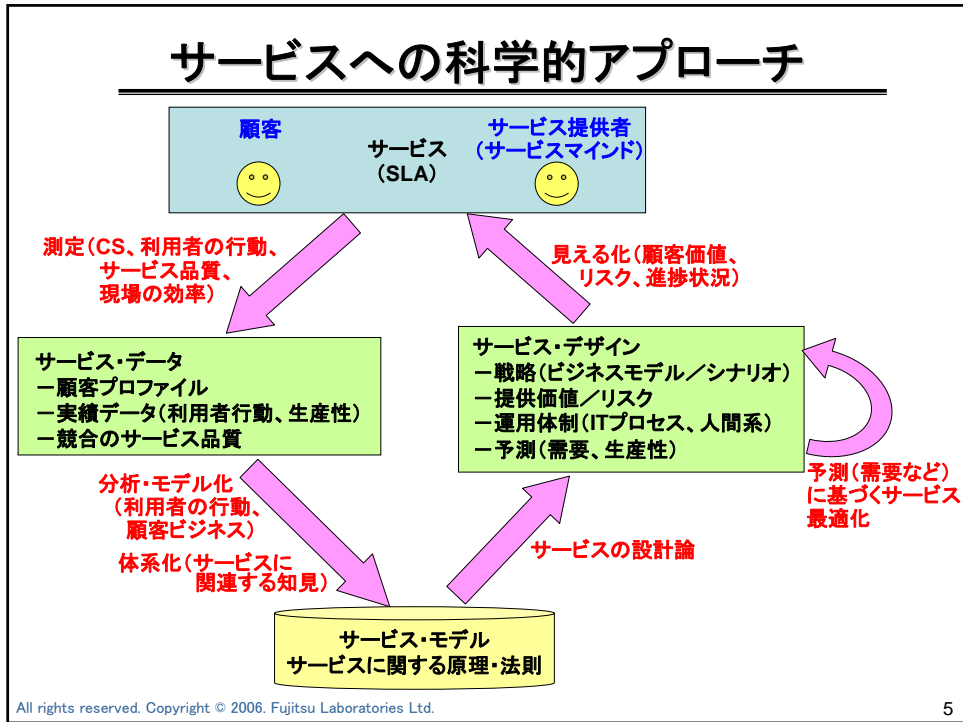 サービスへの科学的アプローチ
顧客
サービス
(SLA)
サービス提供者
(サービスマインド)
測定(CS、利用者の行動、
サービス品質、
現場の効率)
見える化(顧客価値、
リスク、進捗状況)
サービス・データ
－顧客プロファイル
－実績データ(利用者行動、生産性)
－競合のサービス品質
サービス・デザイン
－戦略(ビジネスモデル／シナリオ)
－提供価値／リスク
－運用体制(ITプロセス、人間系)
－予測(需要、生産性)
予測(需要など)
に基づくサービス
最適化
分析・モデル化
(利用者の行動、
顧客ビジネス)
体系化(サービスに
関連する知見)
サービスの設計論
サービス・モデル
サービスに関する原理・法則
All rights reserved. Copyright © 2006. Fujitsu Laboratories Ltd.
5